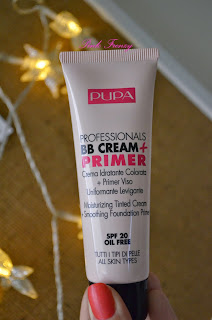 PUPA
PROFESSIONALS
BB CREAM+
PRIMER
Crema Idratante Colorata
+ Primer Viso
Uniformante Levigante
Moisturizing Tinted Cream
+ Smoothing Foundation Primer
SPF 20
OIL FREE
TUTTI I TIPI DI PELLE
ALL SKIN TYPES